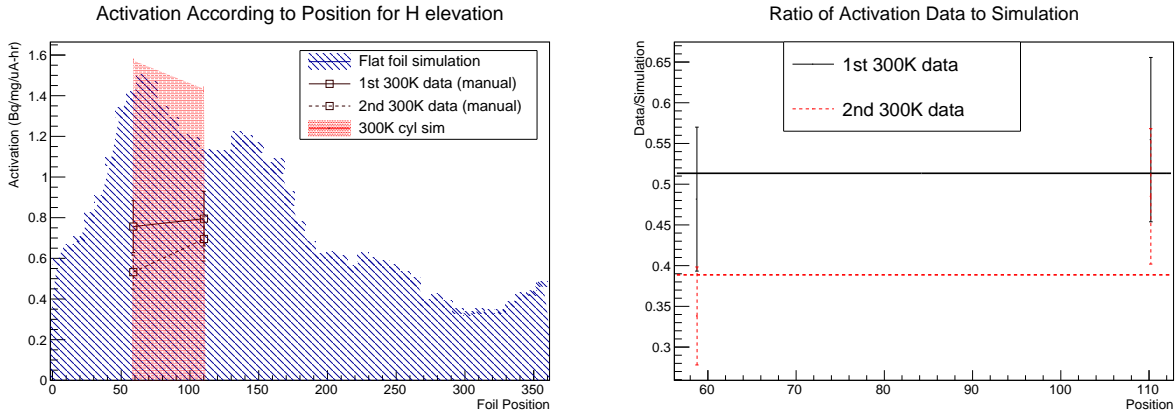 Activation According to Position for H elevation
Activation (Bq/mg/uA-hr)
1.6
1.4
1.2
1
0.8
0.6
0.4
0.2
0
Flat foil simulation
1st 300K data (manual)
2nd 300K data (manual)
300K cyl sim
0 50 100 150 200 250 300 350
Foil Position
Ratio of Activation Data to Simulation
Data/Simulation
0.65
0.6
0.55
0.5
0.45
0.4
0.35
0.3
1st 300K data
2nd 300K data
60 70 80 90 100 110
Position